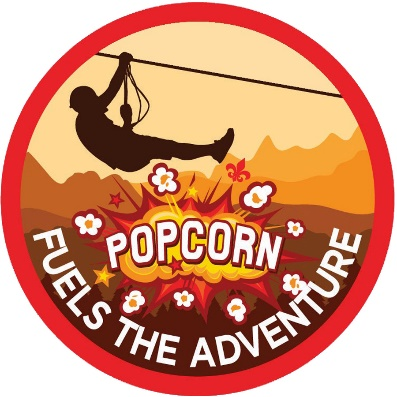 POPCORN
FUELS THE ADVENTURE